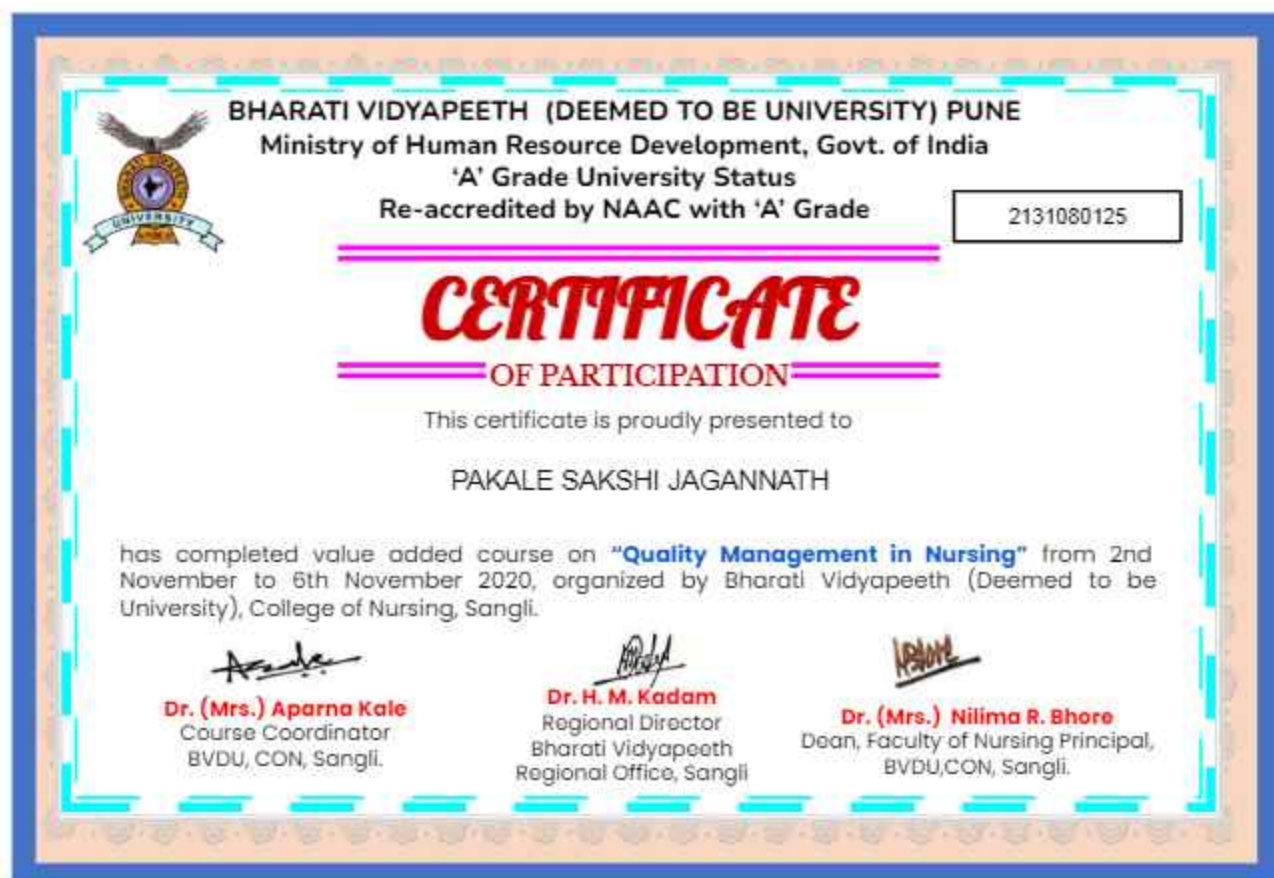 BHARATI VIDYAPEETH (DEEMED TO BE UNIVERSITY) PUNE
Ministry of Human Resource Development, Govt. of India
‘A’ Grade University Status
Re-accredited by NAAC with ‘A’ Grade
2131080125
BHARATI VIDYAPEETH
UNIVERSITY
CERTIFICATE
OF PARTICIPATION
This certificate is proudly presented to
PAKALE SAKSHI JAGANNATH
has completed value added course on “Quality Management in Nursing” from 2nd
November to 6th November 2020, organized by Bharati Vidyapeeth (Deemed to be
University), College of Nursing, Sangli.
Dr. (Mrs.) Aparna Kale
Course Coordinator
BVDU, CON, Sangli.
Dr. H. M. Kadam
Regional Director
Bharati Vidyapeeth
Regional Office, Sangli
Dr. (Mrs.) Nilima R. Bhore
Dean, Faculty of Nursing Principal,
BVDU,CON, Sangli.